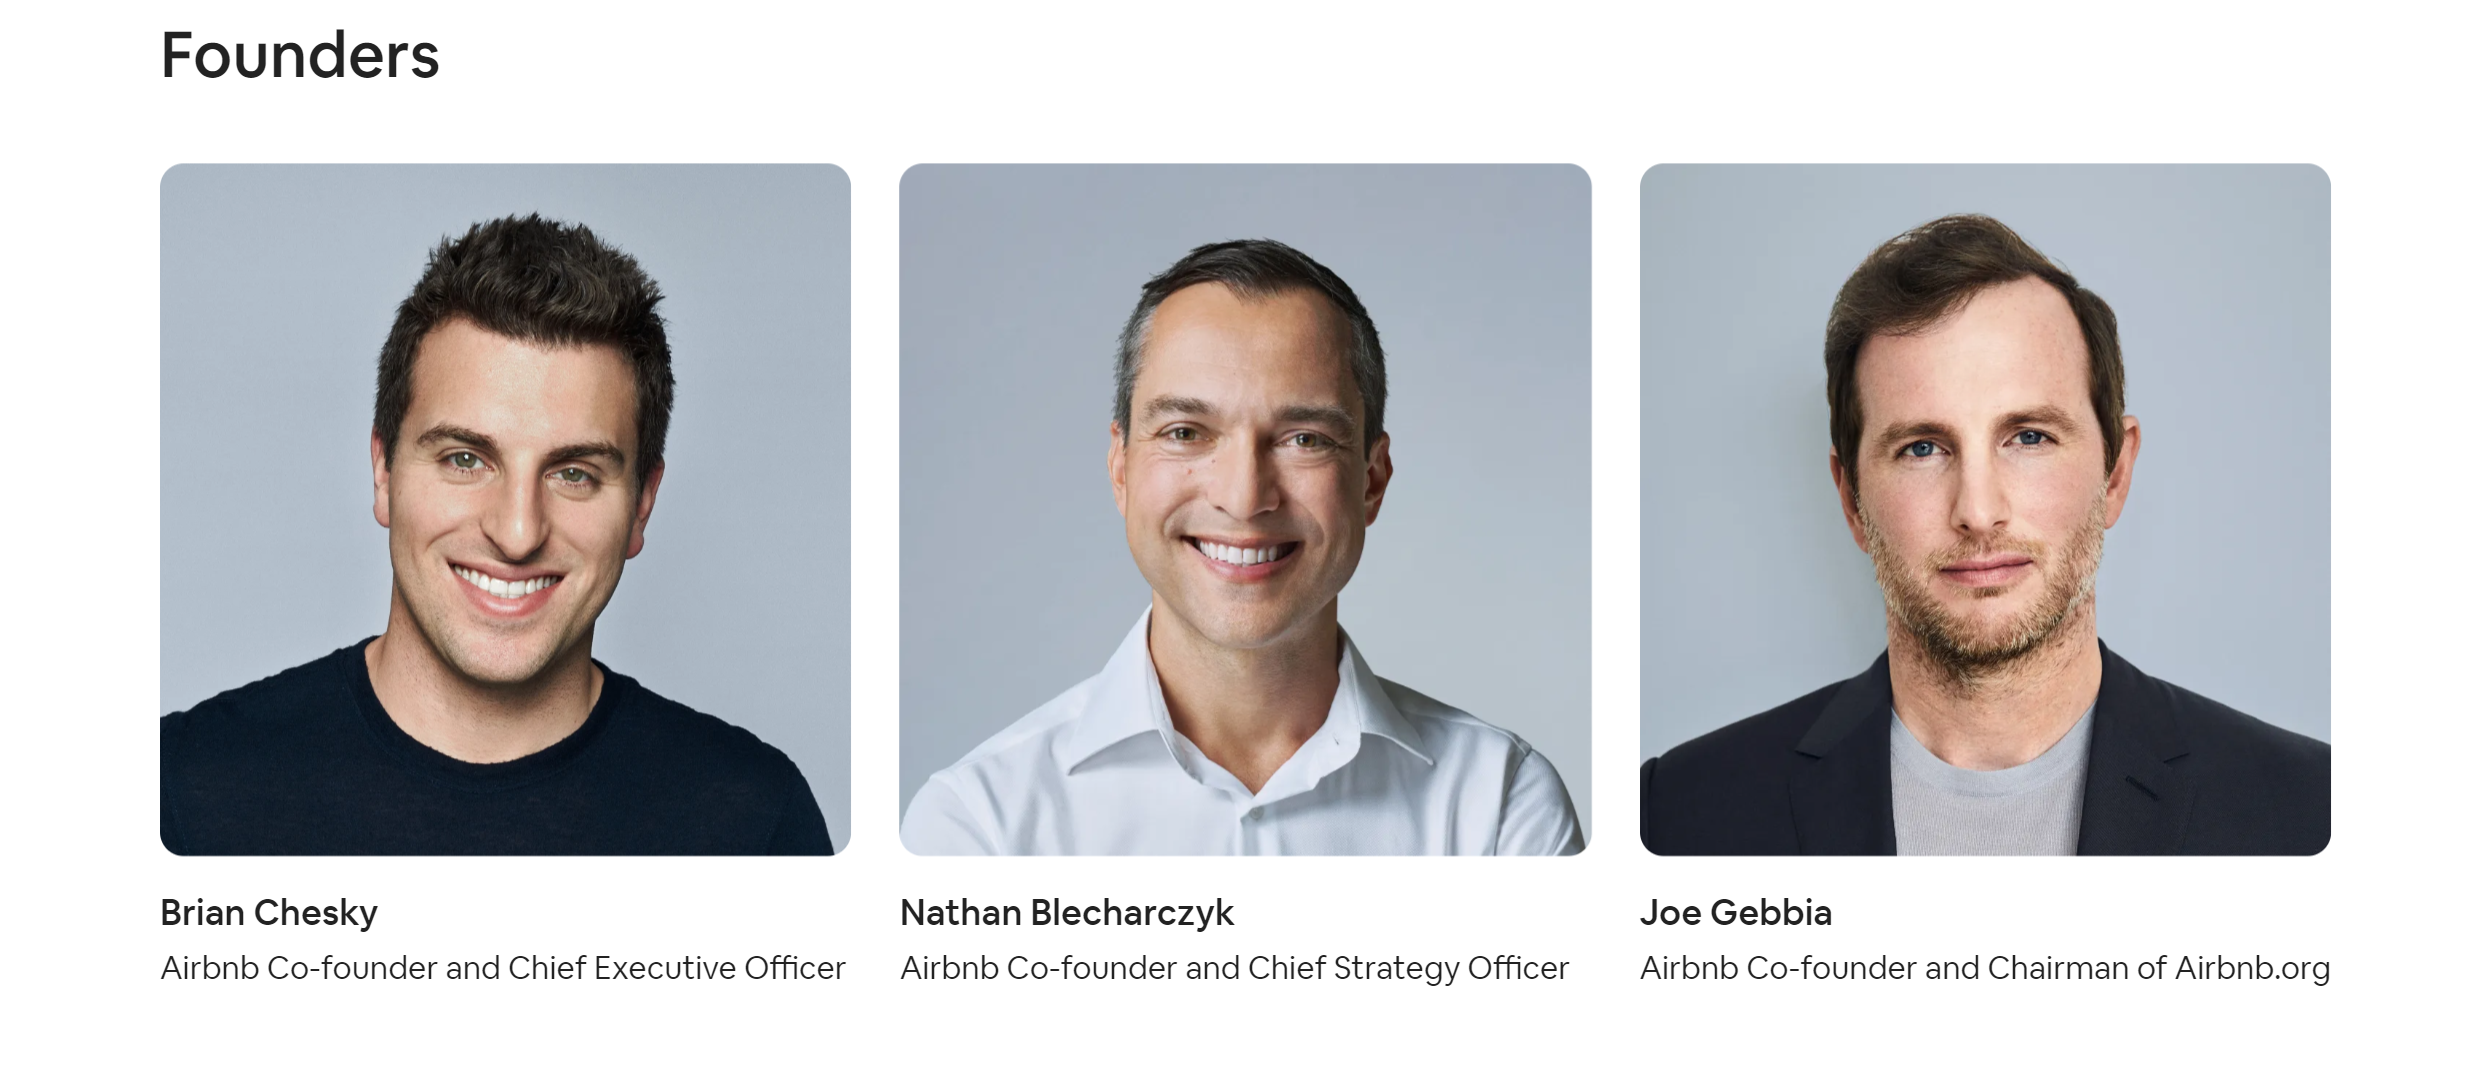 Founders
Brian Chesky
Airbnb Co-founder and Chief Executive Officer
Nathan Blecharczyk
Airbnb Co-founder and Chief Strategy Officer
Joe Gebbia
Airbnb Co-founder and Chairman of Airbnb.org